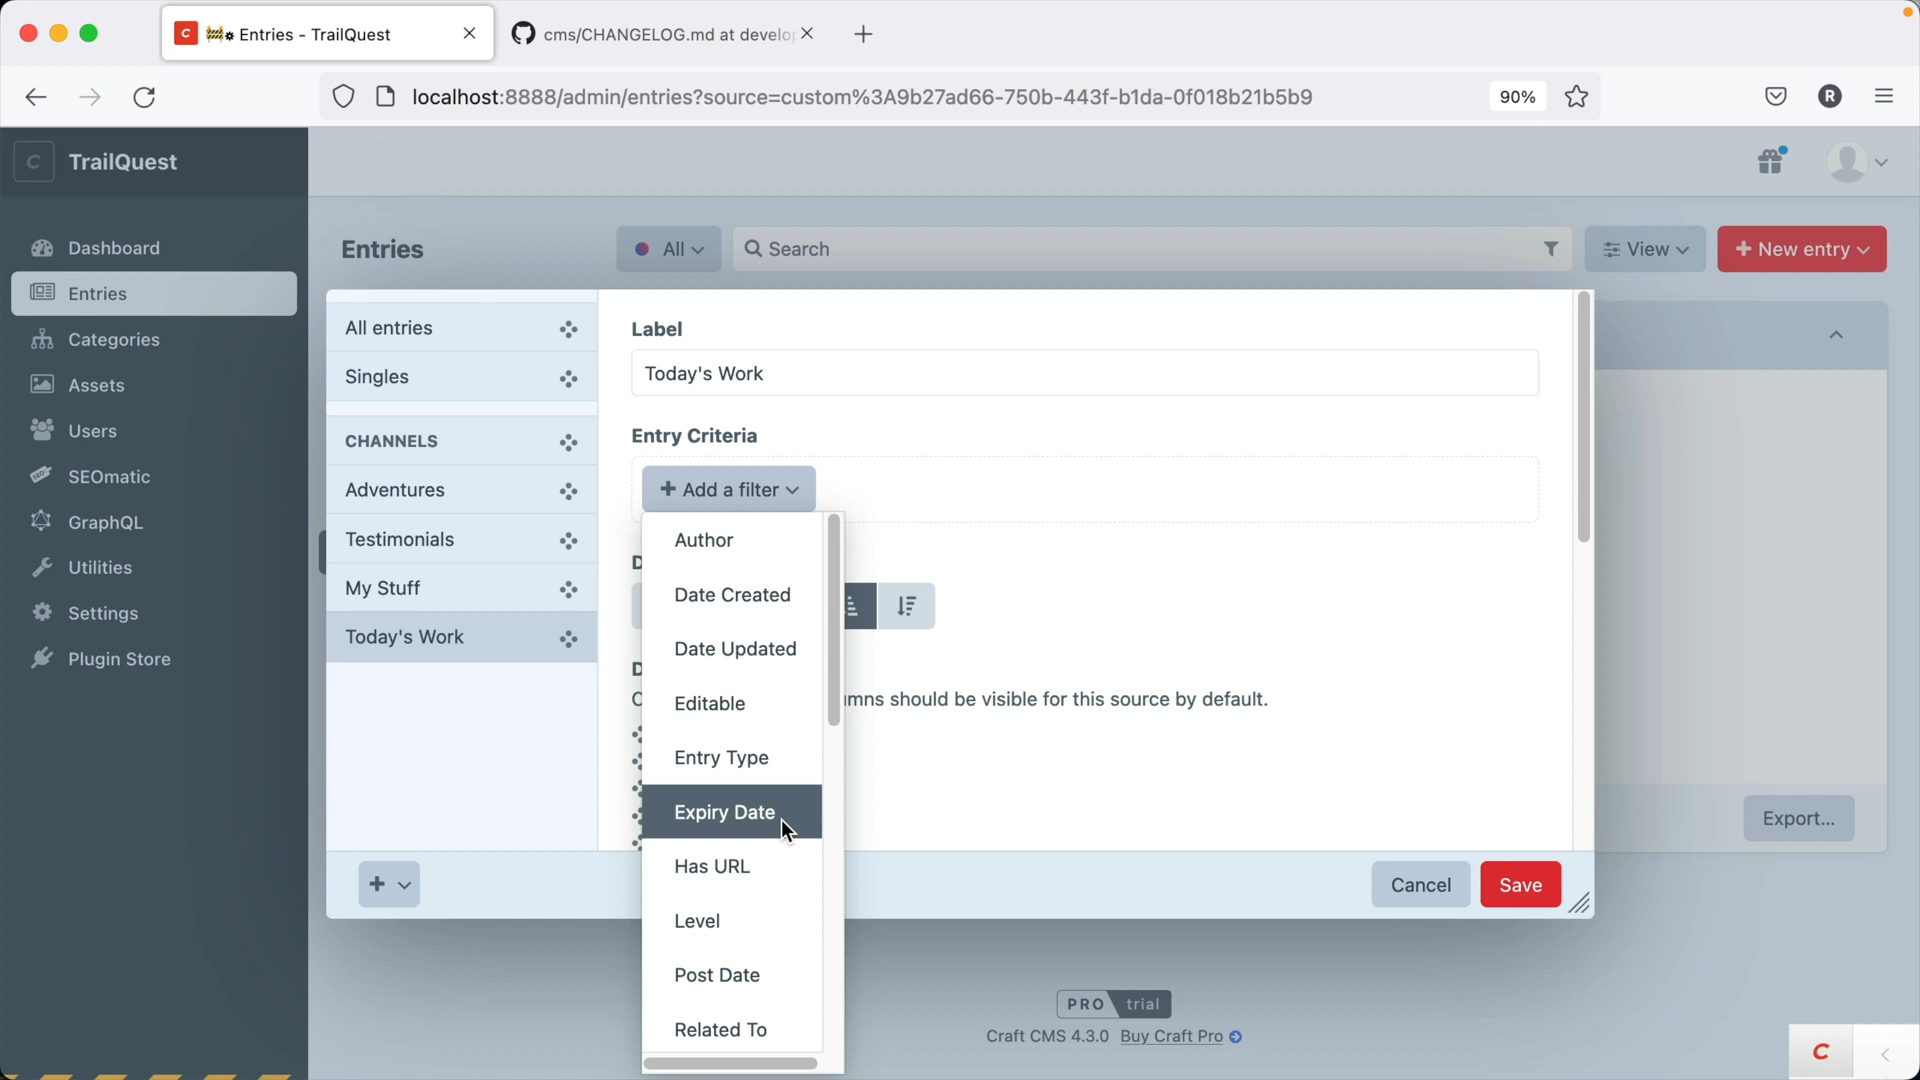 Entries - TrailQuest
cms/CHANGELOG.md at develop
localhost:8888/admin/entries?source=custom%3A9b27ad66-750b-443f-b1da-0f018b21b5b9
90%
R
C
TrailQuest
Dashboard
Entries
Categories
Assets
Users
SEOmatic
GraphQL
Utilities
Settings
Plugin Store
Entries
All
Search
View
New entry
All entries
Singles
CHANNELS
Adventures
Testimonials
My Stuff
Today's Work
Label
Today's Work
Entry Criteria
Add a filter
Author
Date Created
Date Updated
Editable
Entry Type
Expiry Date
Has URL
Level
Post Date
Related To
D
D
C
mns should be visible for this source by default.
Cancel
Save
Export...
PRO trial
Craft CMS 4.3.0 Buy Craft Pro
C